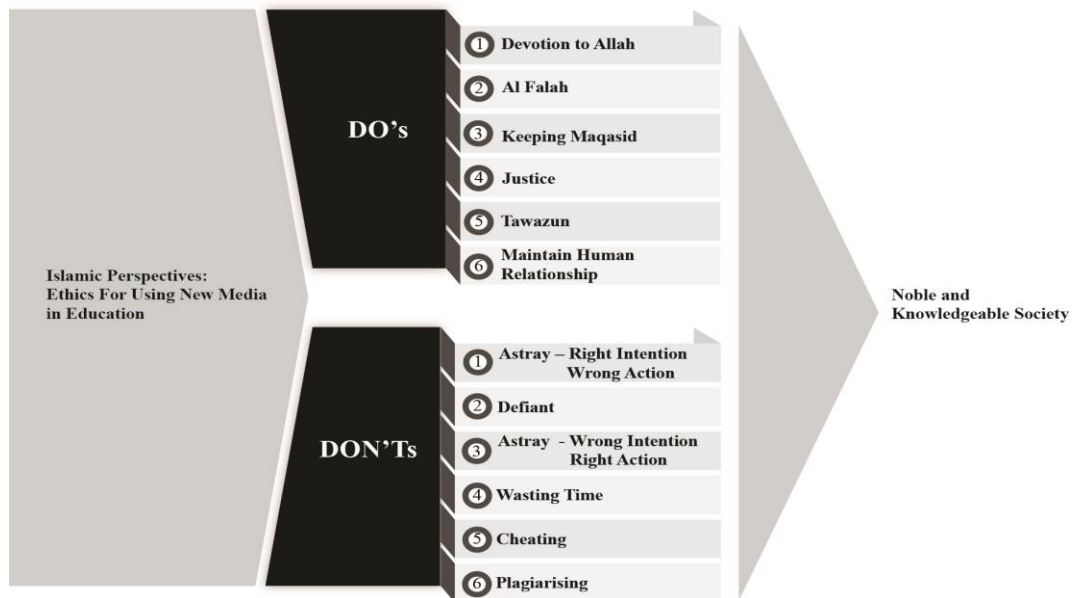 Islamic Perspectives:
Ethics For Using New Media
in Education
DO’s
1 Devotion to Allah
2 Al Falah
3 Keeping Maqasid
4 Justice
5 Tawazun
6 Maintain Human
Relationship
DON’Ts
1 Astray – Right Intention
Wrong Action
2 Defiant
3 Astray - Wrong Intention
Right Action
4 Wasting Time
5 Cheating
6 Plagiarising
Noble and
Knowledgeable Society